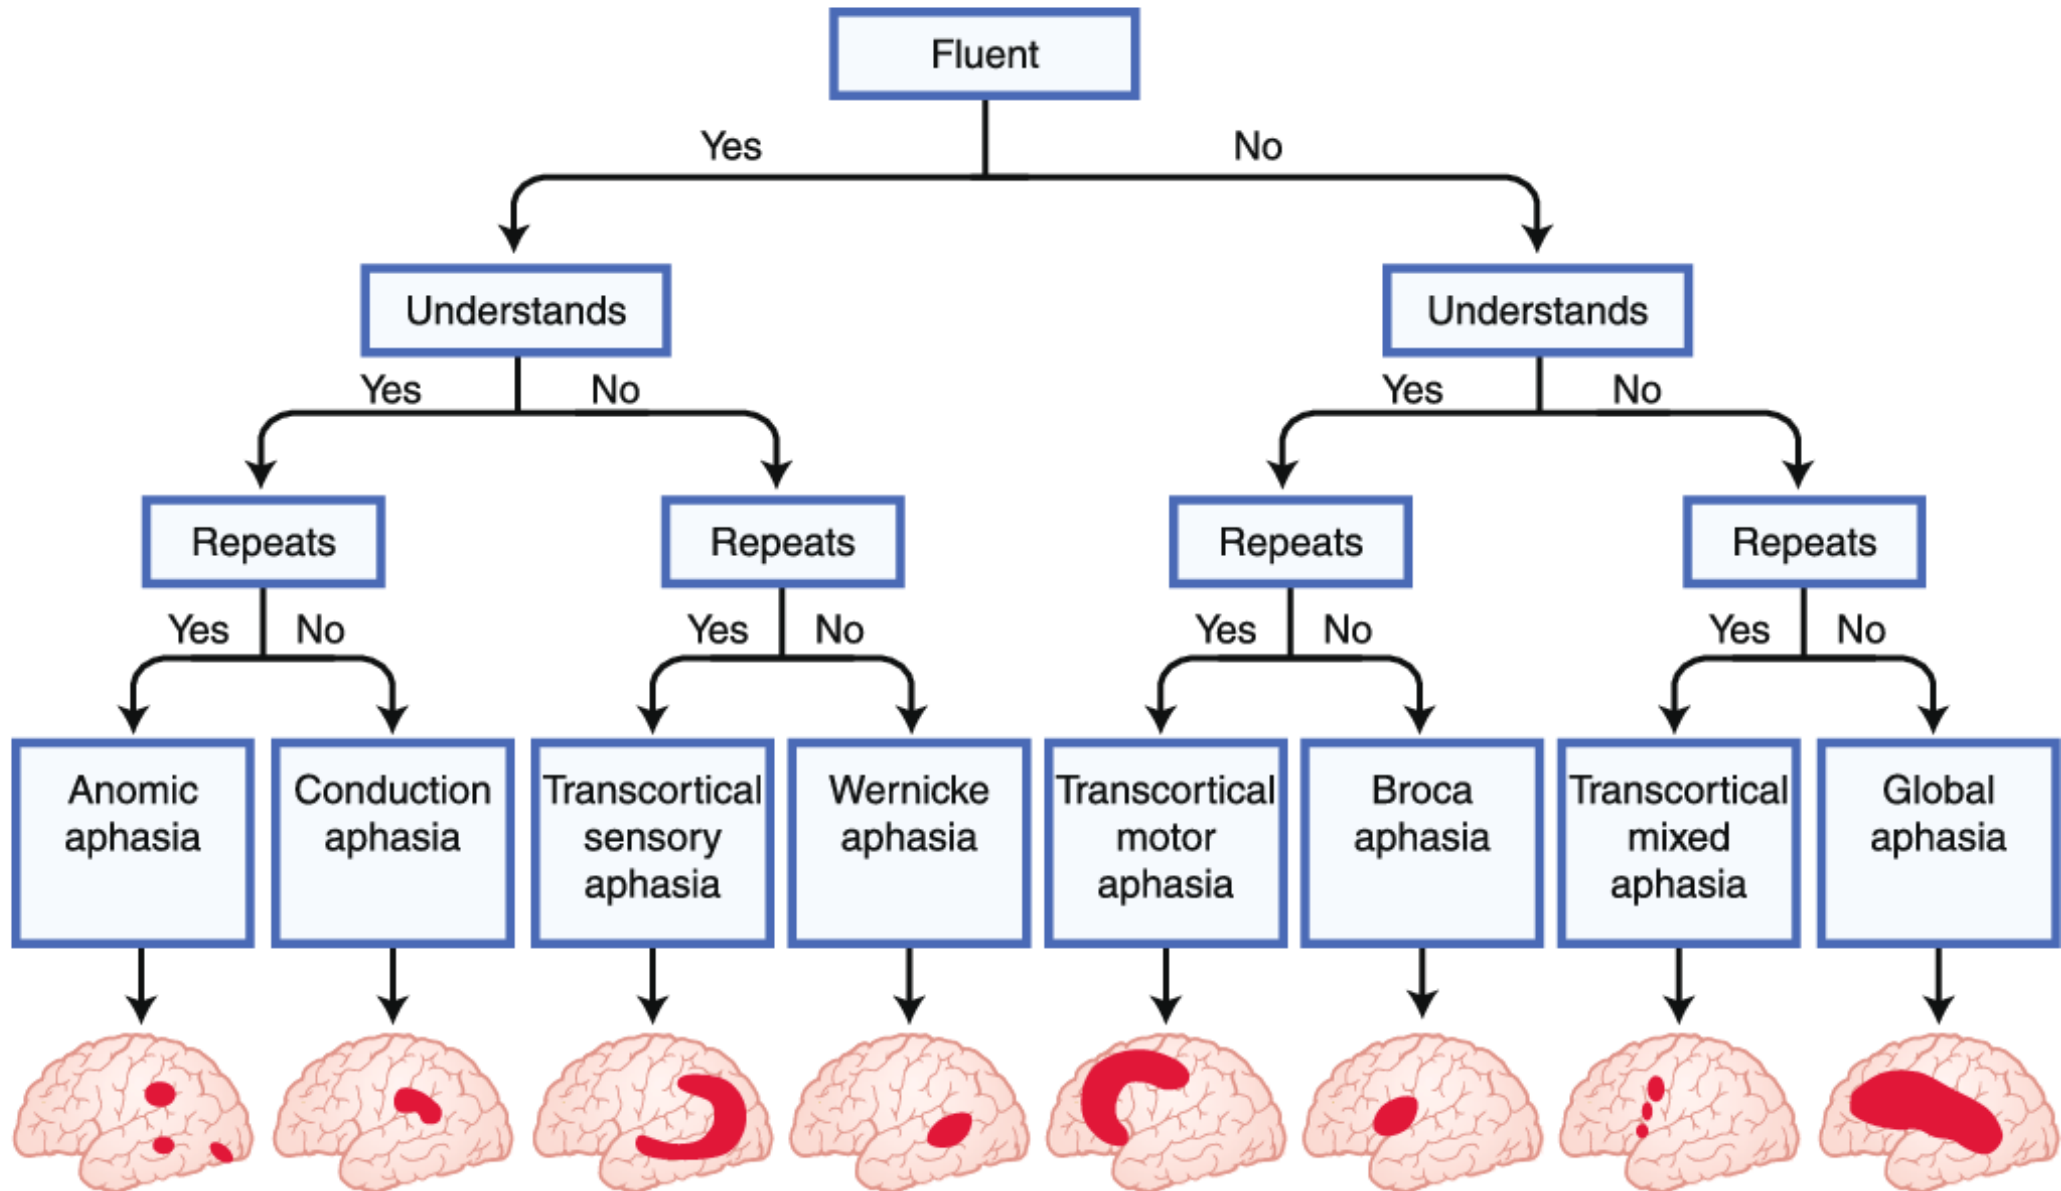 Fluent
Yes No
Understands Understands
Yes No Yes No
Repeats Repeats Repeats Repeats
Yes No Yes No Yes No Yes No
Anomic Conduction Transcortical Wernicke Transcortical Broca Transcortical Global
aphasia aphasia sensory aphasia motor aphasia mixed aphasia
aphasia aphasia aphasia